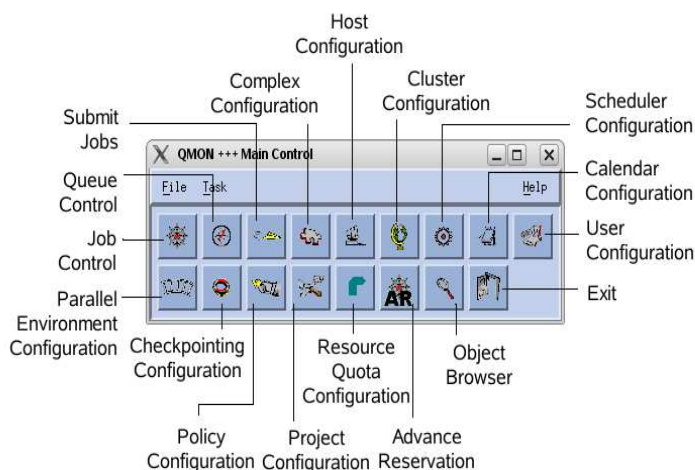 Host
Configuration
Complex
Configuration
Cluster
Configuration
Scheduler
Configuration
Submit
Jobs
QMON +++ Main Control
Queue
Control
File Task Help
Calendar
Configuration
Job
Control
User
Configuration
Parallel
Environment
Configuration
AR
Exit
Checkpointing
Configuration
Resource
Quota
Configuration
Object
Browser
Policy
Configuration
Project
Configuration
Advance
Reservation